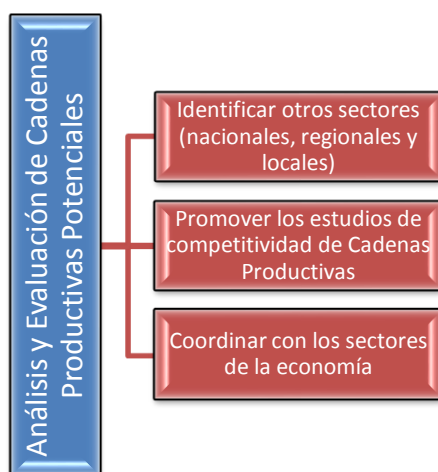 Análisis y Evaluación de Cadenas
Productivas Potenciales
Identificar otros sectores
(nacionales, regionales y
locales)
Promover los estudios de
competitividad de Cadenas
Productivas
Coordinar con los sectores
de la economía